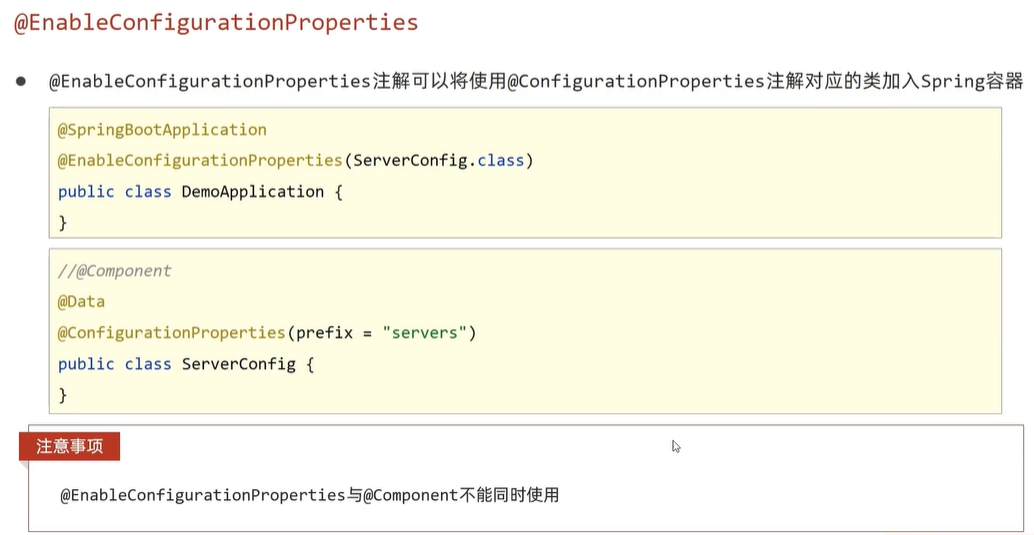 @EnableConfigurationProperties
● @EnableConfigurationProperties注解可以将使用@ConfigurationProperties注解对应的类加入Spring容器
@SpringBootApplication
@EnableConfigurationProperties(ServerConfig.class)
public class DemoApplication {
}
//@Component
@Data
@ConfigurationProperties(prefix = "servers")
public class ServerConfig {
}
注意事项
@EnableConfigurationProperties与@Component不能同时使用